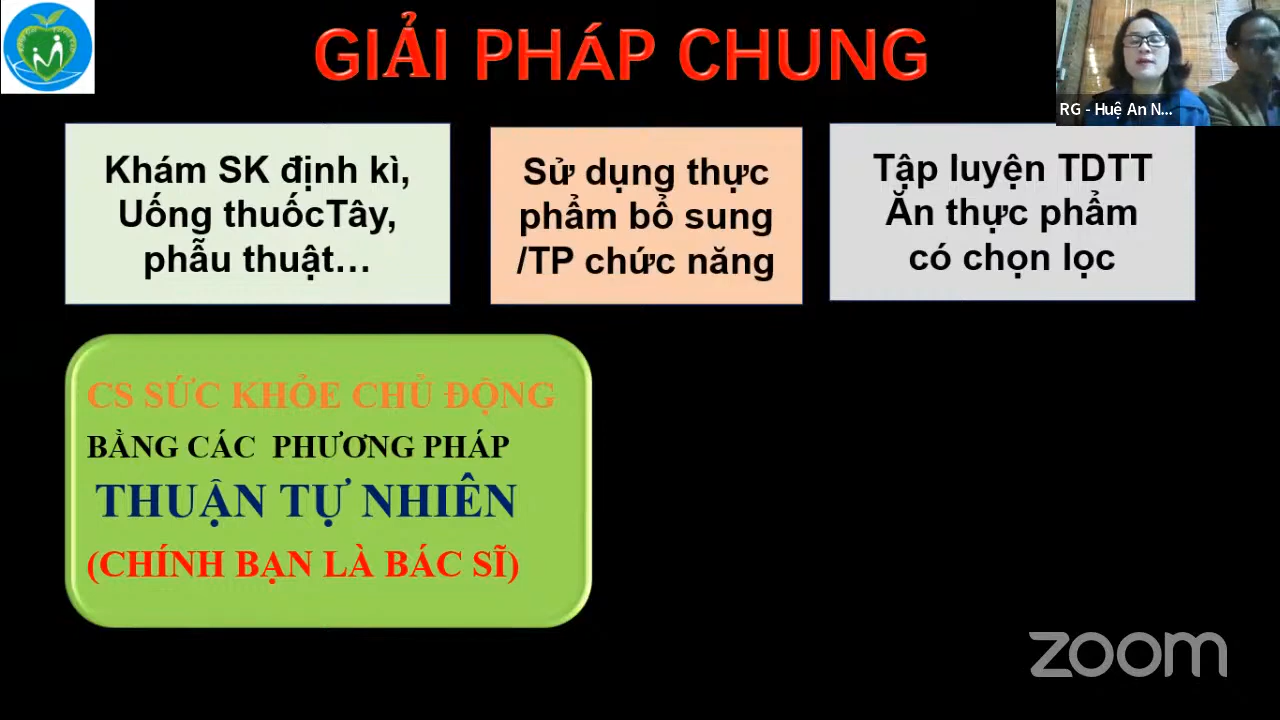 GIẢI PHÁP CHUNG
RG - Huệ An N...
Khám SK định kì,
Uống thuốcTây,
phẫu thuật...
Sử dụng thực
phẩm bổ sung
/TP chức năng
Tập luyện TDTT
Ăn thực phẩm
có chọn lọc
CS SỨC KHỎE CHỦ ĐỘNG
BẰNG CÁC PHƯƠNG PHÁP
THUẬN TỰ NHIÊN
(CHÍNH BẠN LÀ BÁC SĨ)
zoom